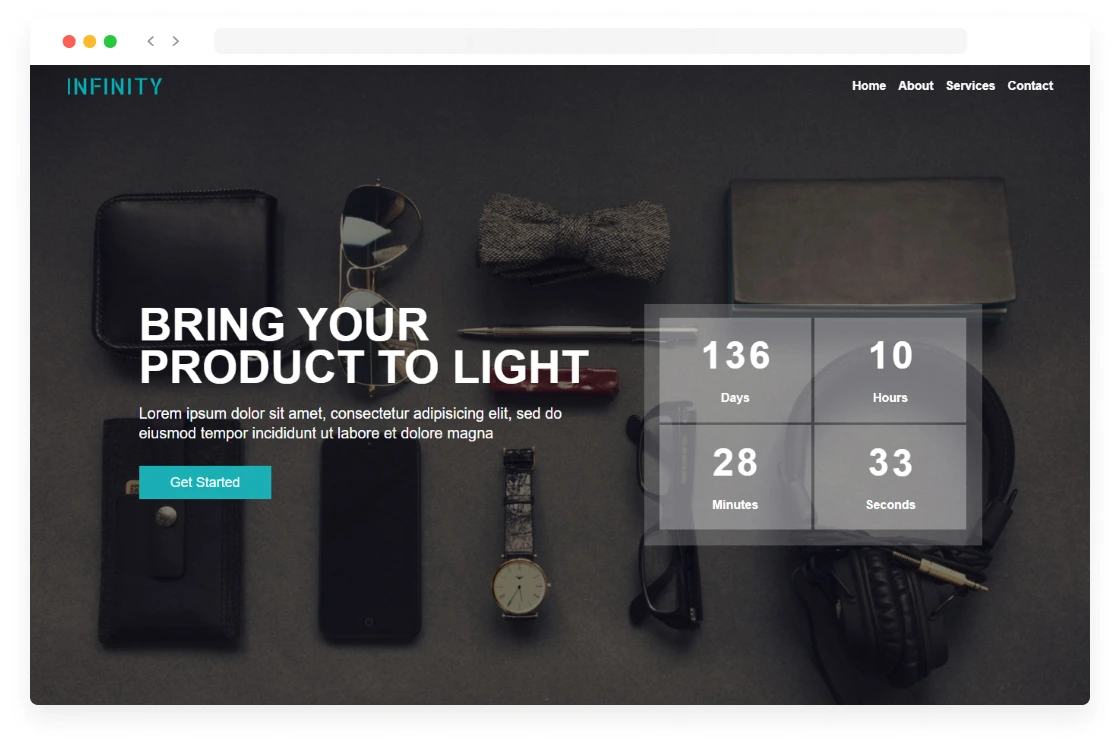 INFINITY
Home About Services Contact
BRING YOUR
PRODUCT TO LIGHT
Lorem ipsum dolor sit amet, consectetur adipisicing elit, sed do
eiusmod tempor incididunt ut labore et dolore magna
Get Started
136 10
Days Hours
28 33
Minutes Seconds